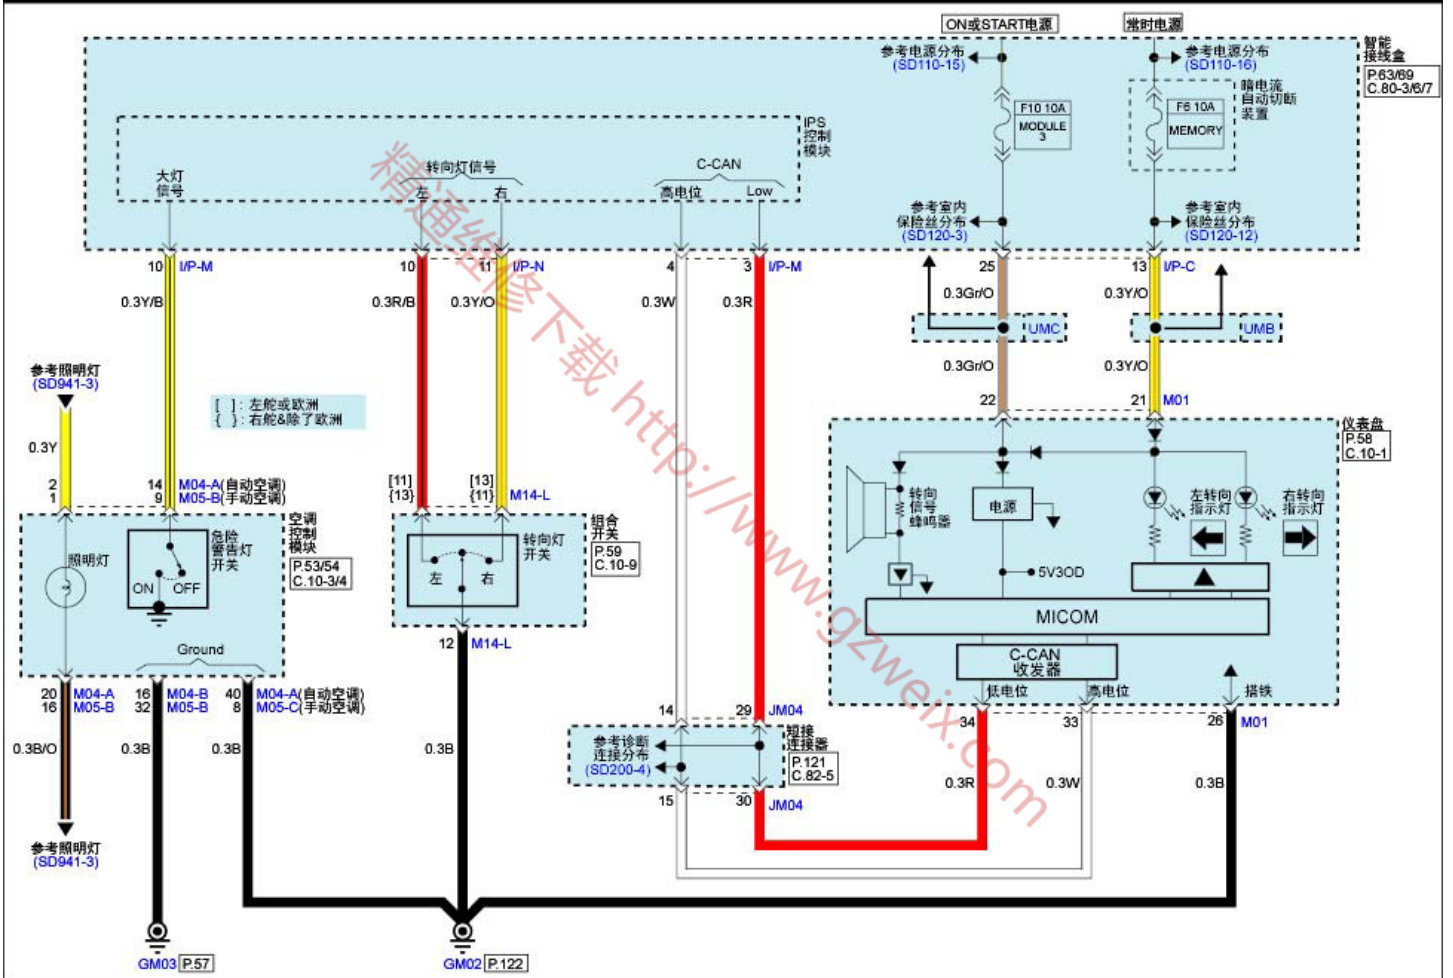 ON或START电源
常时电源
智能
接线盒
P.63/69
C.80-3/6/7
参考电源分布
(SD110-15)
参考电源分布
(SD110-16)
暗电流
自动切断
装置
F10 10A
MODULE
3
F6 10A
MEMORY
IPS
控制
模块
大灯
信号
转向灯信号
左
右
C-CAN
高电位
Low
参考室内
保险丝分布
(SD120-3)
参考室内
保险丝分布
(SD120-12)
10
I/P-M
10
11
I/P-N
4
3
I/P-M
25
13
I/P-C
0.3Y/B
0.3R/B
0.3Y/O
0.3W
0.3R
0.3Gr/O
0.3Y/O
UMC
UMB
0.3Gr/O
0.3Y/O
22
21
M01
参考照明灯
(SD941-3)
[ ]: 左舵或欧洲
{ }: 右舵&除了欧洲
0.3Y
2
1
14
9
M04-A(自动空调)
M05-B(手动空调)
[11]
{13}
[13]
{11}
M14-L
仪表盘
P.58
C.10-1
空调
控制
模块
P.53/54
C.10-3/4
照明灯
危险
警告灯
开关
ON
OFF
Ground
组合
开关
P.59
C.10-9
转向灯
开关
左
右
转向
信号
蜂鸣器
电源
左转向
指示灯
右转向
指示灯
5V3OD
MICOM
C-CAN
收发器
低电位
高电位
搭铁
12
M14-L
20
16
M04-A
M05-B
16
32
M04-B
M05-B
40
8
M04-A(自动空调)
M05-C(手动空调)
14
29
JM04
34
33
26
M01
短接
连接器
P.121
C.82-5
参考诊断
连接分布
(SD200-4)
0.3B/O
0.3B
0.3B
0.3B
0.3R
0.3W
0.3B
15
30
JM04
参考照明灯
(SD941-3)
GM03
P.57
GM02
P.122
精通维修下载 http://www.gzweix.com